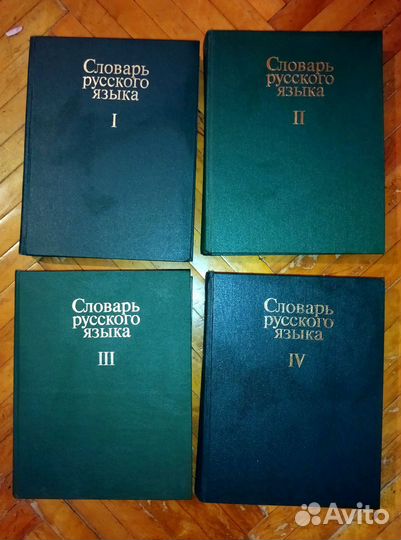 Словарь
русского
языка
I
Словарь
русского
языка
II
Словарь
русского
языка
III
Словарь
русского
языка
IV
Avito